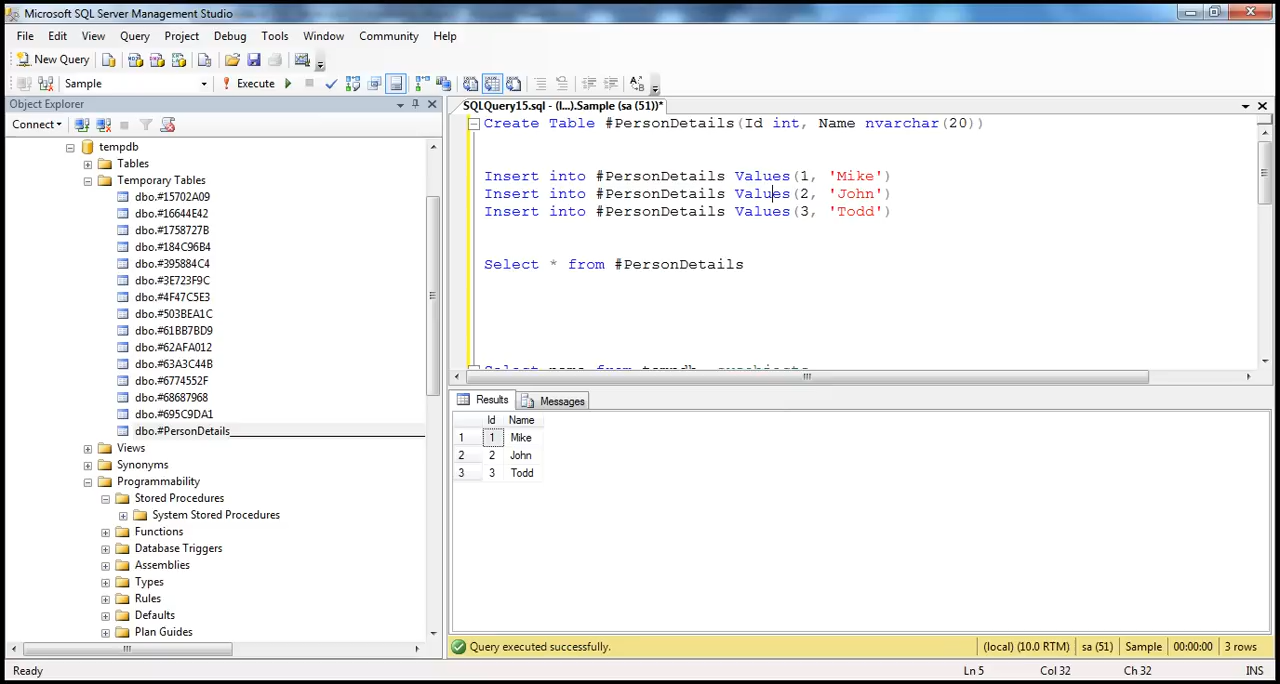 Microsoft SQL Server Management Studio
File Edit View Query Project Debug Tools Window Community Help
New Query
Sample Execute
Object Explorer
Connect
tempdb
Tables
Temporary Tables
dbo.#15702A09
dbo.#16644E42
dbo.#1758727B
dbo.#184C96B4
dbo.#395884C4
dbo.#3E723F9C
dbo.#4F47C5E3
dbo.#503BEA1C
dbo.#61BB7BD9
dbo.#62AFA012
dbo.#63A3C44B
dbo.#6774552F
dbo.#68687968
dbo.#695C9DA1
dbo.#PersonDetails____________________
Views
Synonyms
Programmability
Stored Procedures
System Stored Procedures
Functions
Database Triggers
Assemblies
Types
Rules
Defaults
Plan Guides
SQLQuery15.sql - (l...).Sample (sa (51))*
Create Table #PersonDetails(Id int, Name nvarchar(20))
Insert into #PersonDetails Values(1, 'Mike')
Insert into #PersonDetails Values(2, 'John')
Insert into #PersonDetails Values(3, 'Todd')
Select * from #PersonDetails
Select name from tempdb..sysobjects
Results Messages
Id Name
1 1 Mike
2 2 John
3 3 Todd
Query executed successfully. (local) (10.0 RTM) sa (51) Sample 00:00:00 3 rows
Ready Ln 5 Col 32 Ch 32 INS